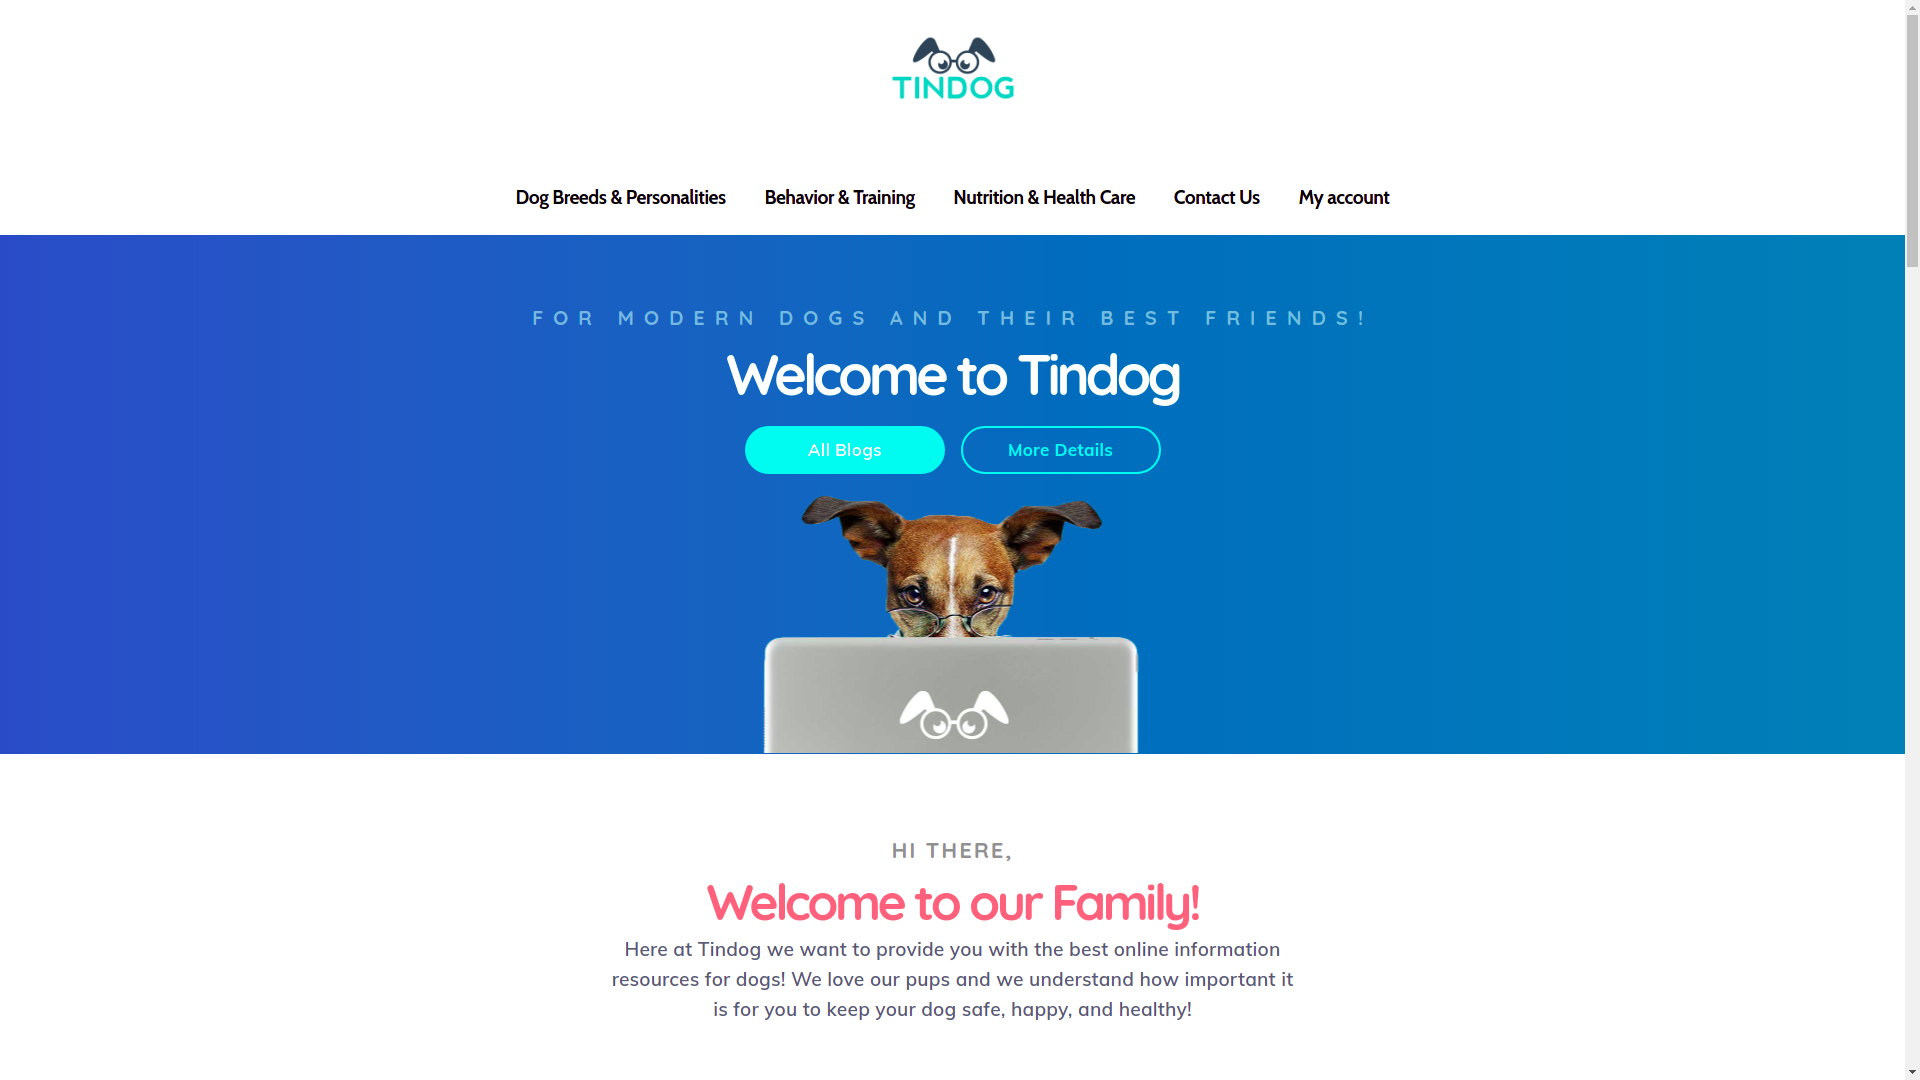 TINDOG
Dog Breeds & Personalities
Behavior & Training
Nutrition & Health Care
Contact Us
My account
FOR MODERN DOGS AND THEIR BEST FRIENDS!
Welcome to Tindog
All Blogs
More Details
HI THERE,
Welcome to our Family!
Here at Tindog we want to provide you with the best online information
resources for dogs! We love our pups and we understand how important it
is for you to keep your dog safe, happy, and healthy!